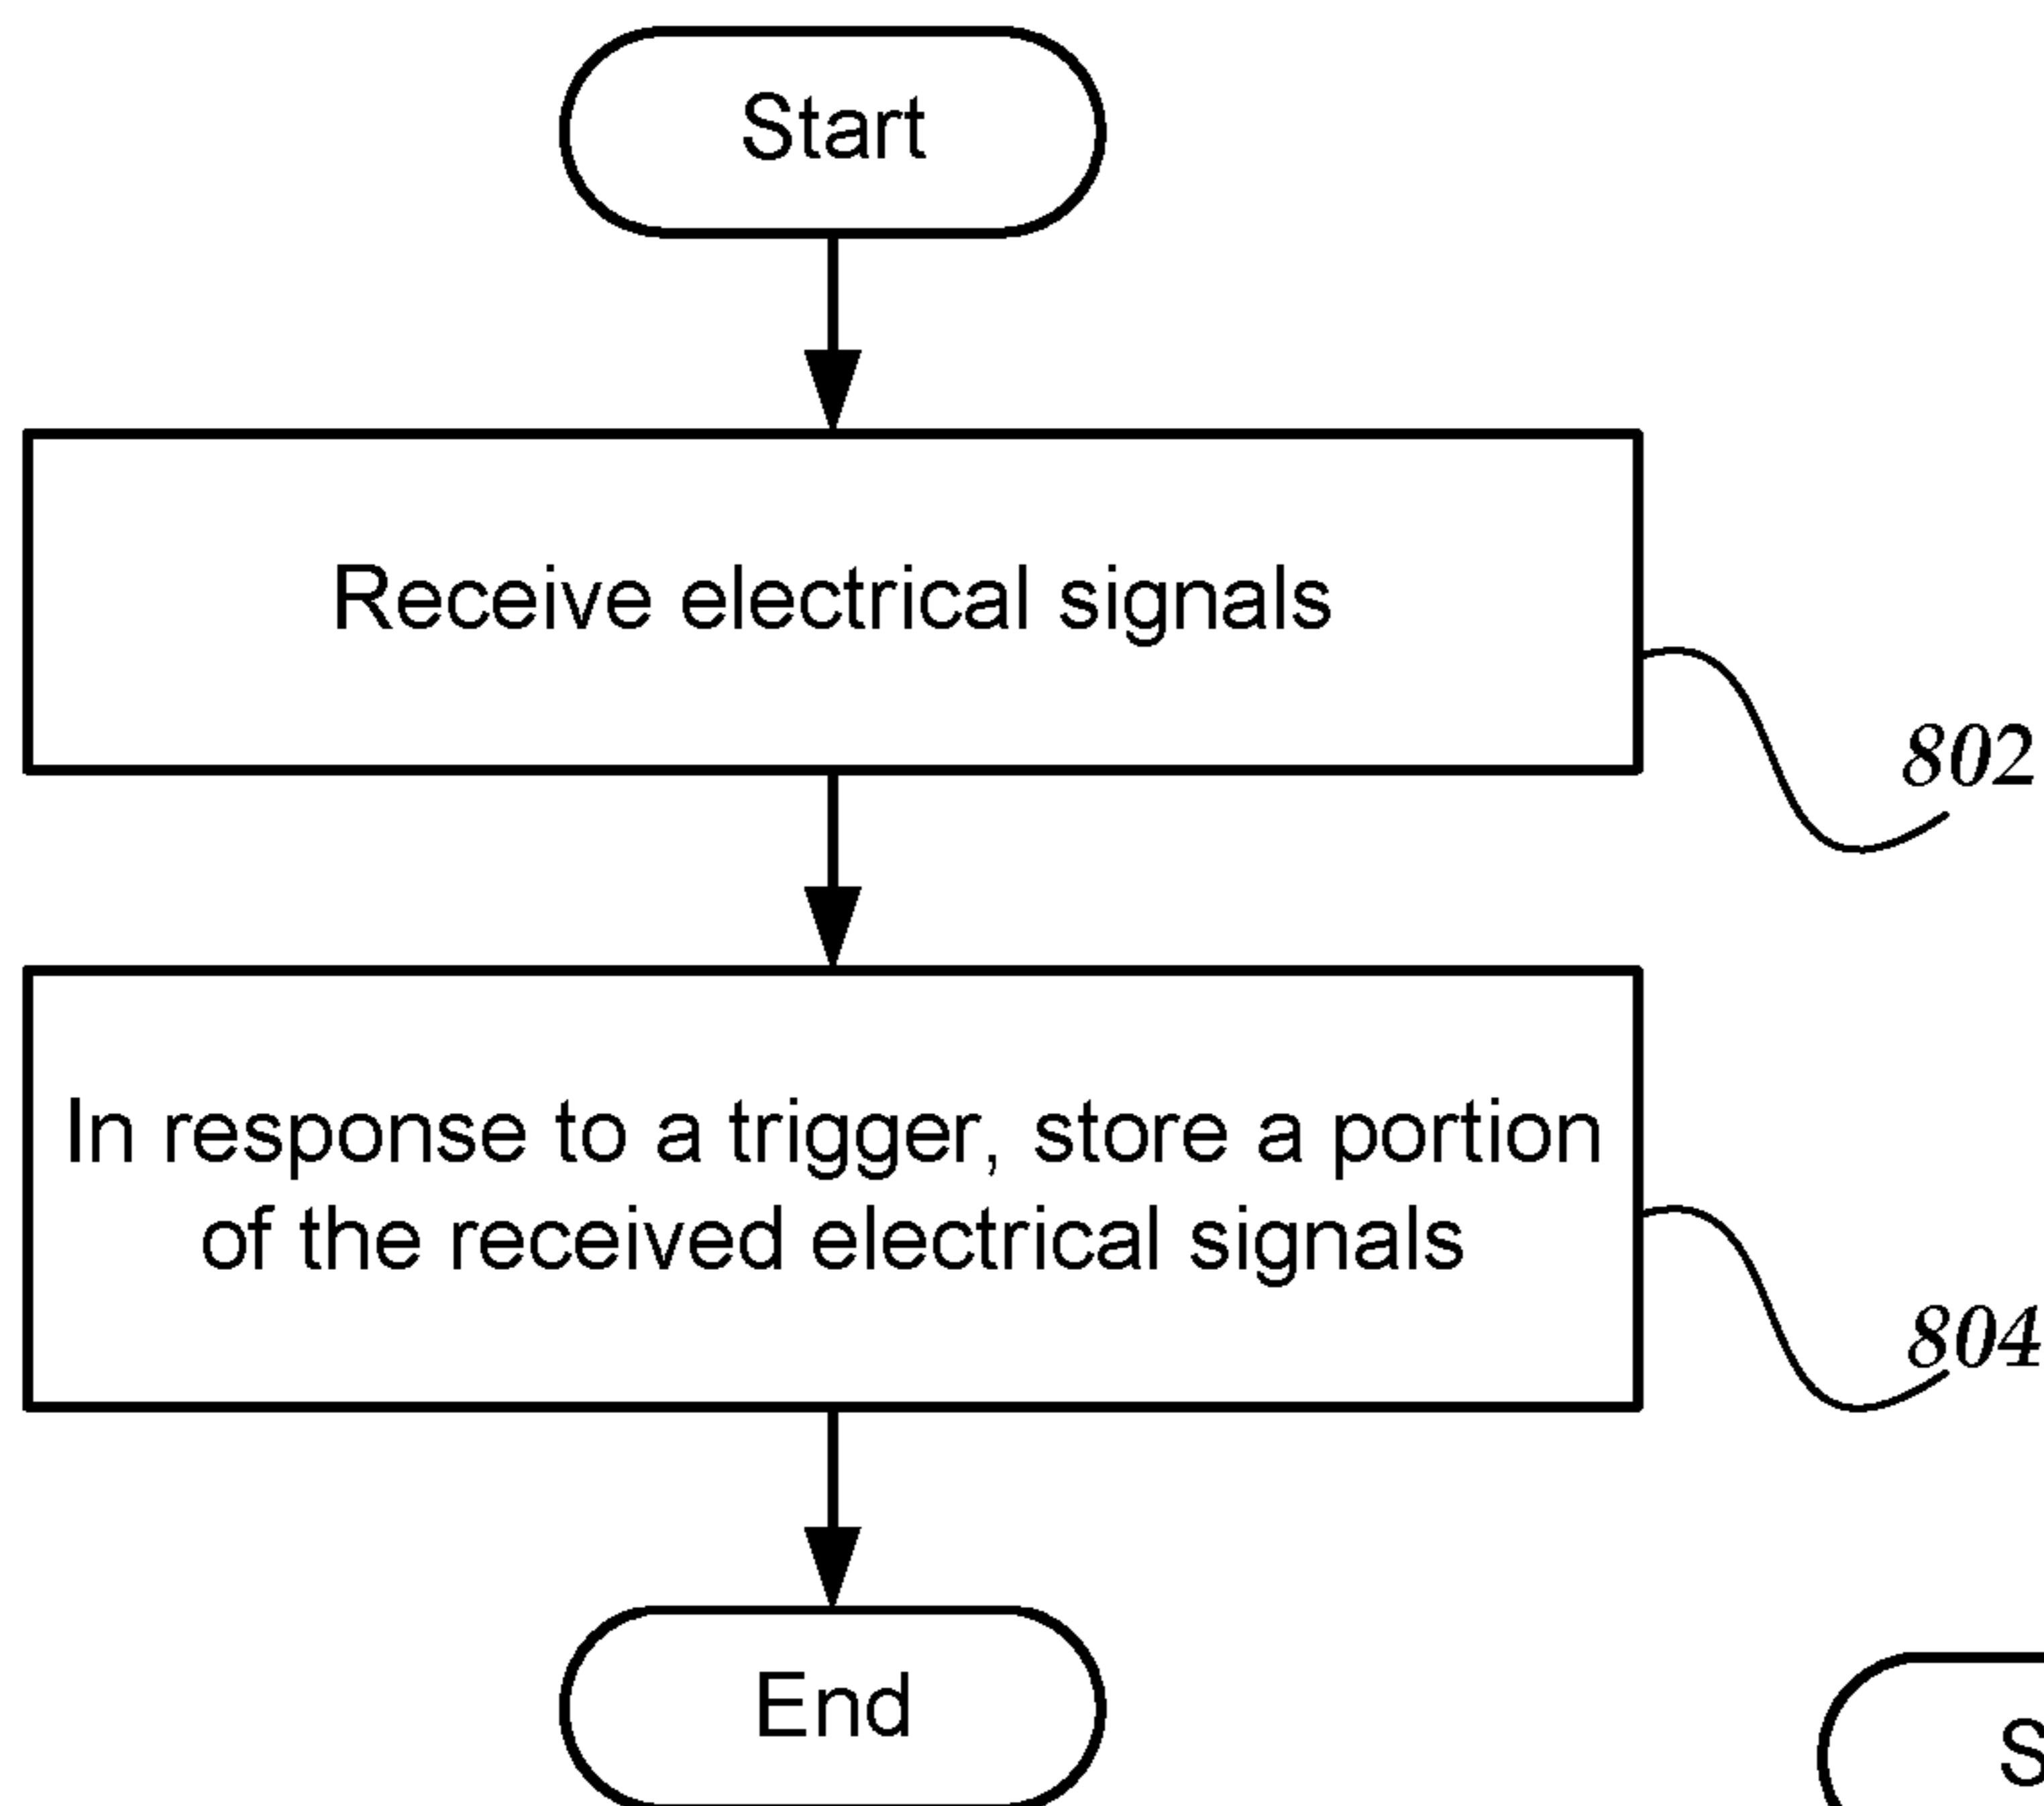 Start
Receive electrical signals
802
In response to a trigger, store a portion
of the received electrical signals
804
End